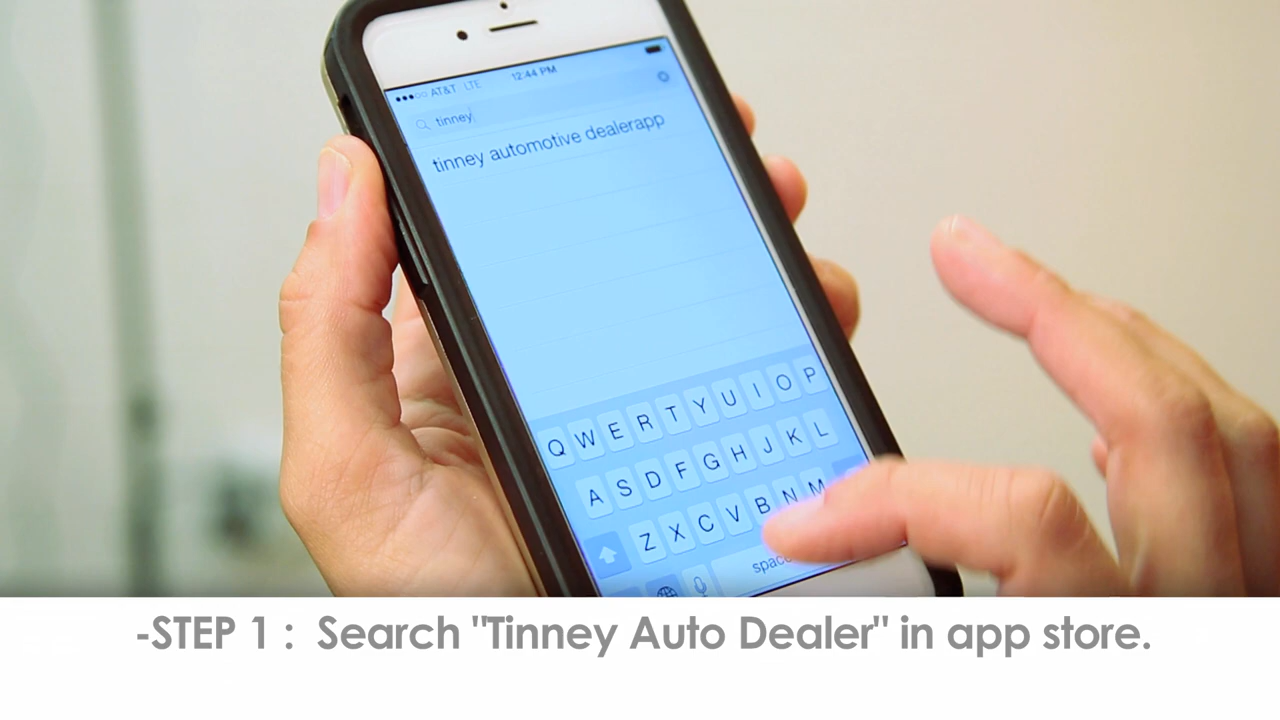 AT&T LTE 12:44 PM
tinney
tinney automotive dealerapp
Q W E R T Y U I O P
A S D F G H J K L
Z X C V B N M
space
-STEP 1 : Search "Tinney Auto Dealer" in app store.